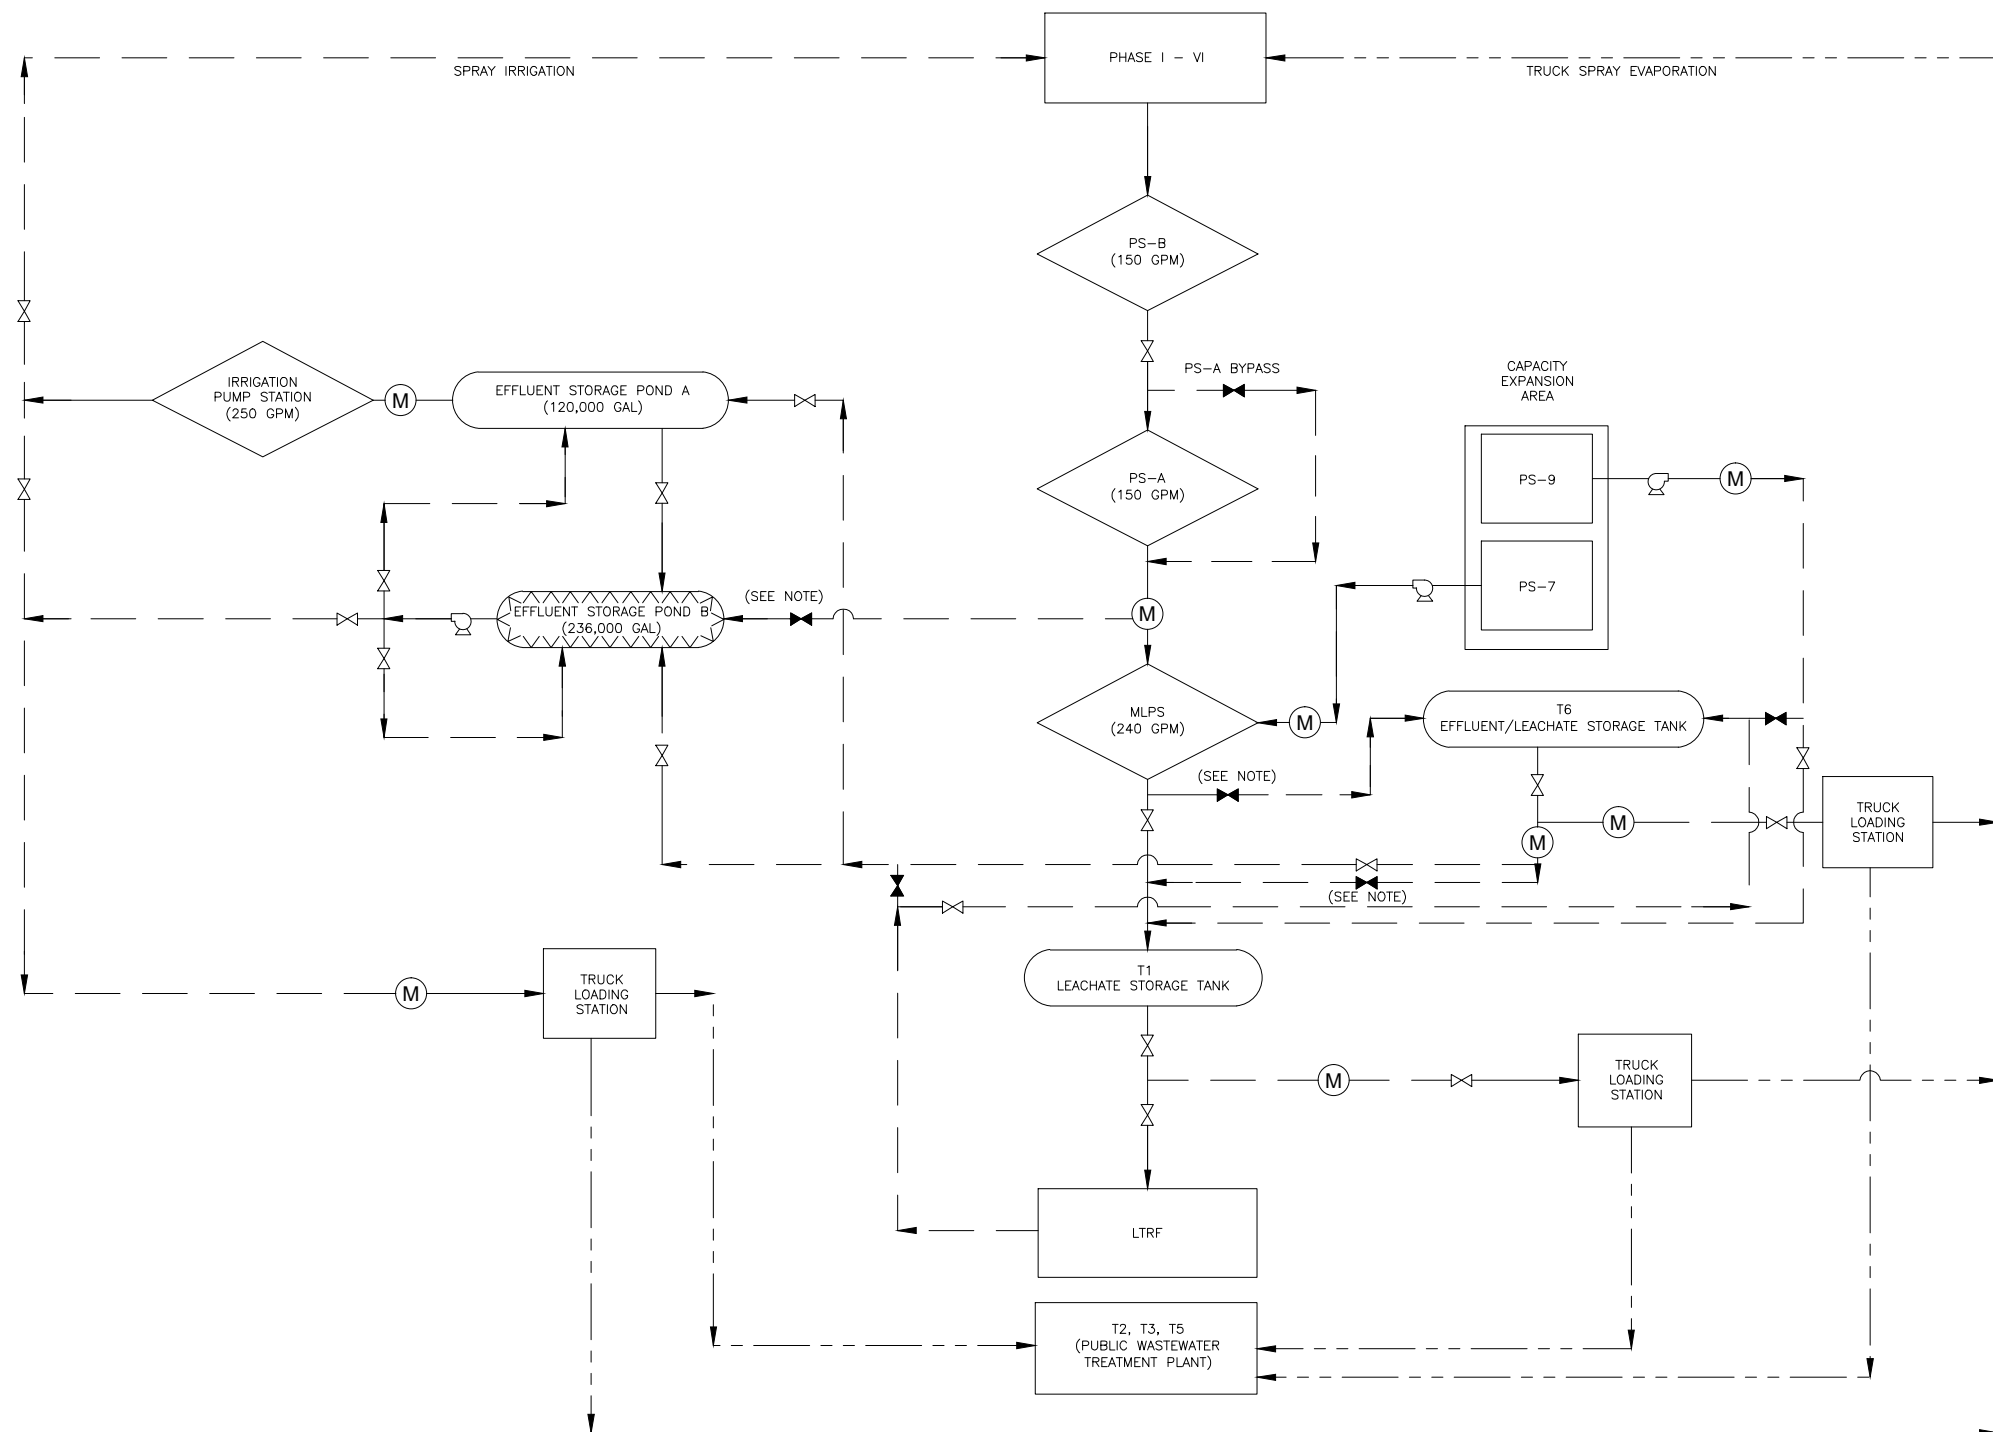 PHASE I - VI
SPRAY IRRIGATION
TRUCK SPRAY EVAPORATION
PS-B
(150 GPM)
PS-A BYPASS
CAPACITY
EXPANSION
AREA
IRRIGATION
PUMP STATION
(250 GPM)
M
EFFLUENT STORAGE POND A
(120,000 GAL)
PS-A
(150 GPM)
PS-9
M
PS-7
(SEE NOTE)
EFFLUENT STORAGE POND B
(236,000 GAL)
M
MLPS
(240 GPM)
M
T6
EFFLUENT/LEACHATE STORAGE TANK
(SEE NOTE)
TRUCK
LOADING
STATION
M
M
(SEE NOTE)
T1
LEACHATE STORAGE TANK
M
TRUCK
LOADING
STATION
M
TRUCK
LOADING
STATION
LTRF
T2, T3, T5
(PUBLIC WASTEWATER
TREATMENT PLANT)